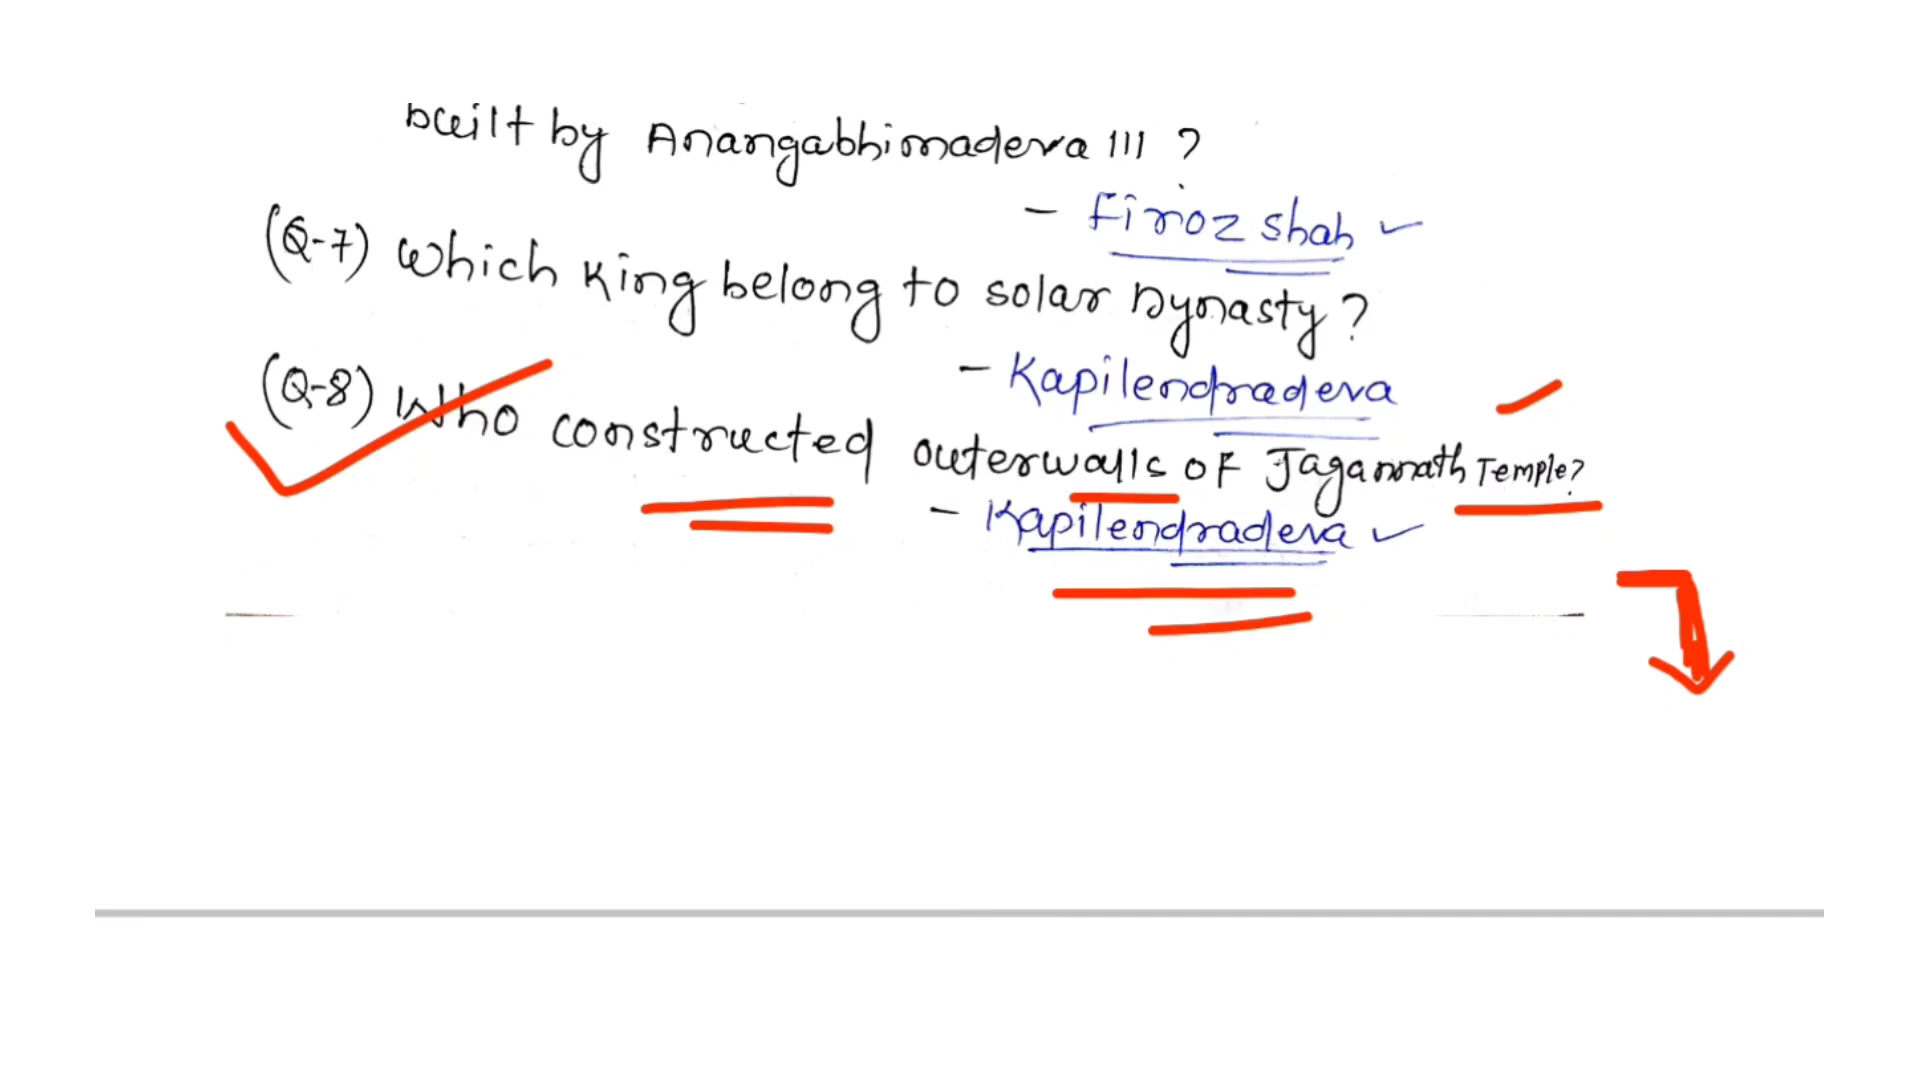 built by Anangabhimadeva III ?
- Firoz Shah ✓
(Q-7) Which King belong to solar Dynasty ?
- Kapilendradeva
(Q-8) Who constructed outerwalls of Jagannath Temple?
- Kapilendradeva ✓